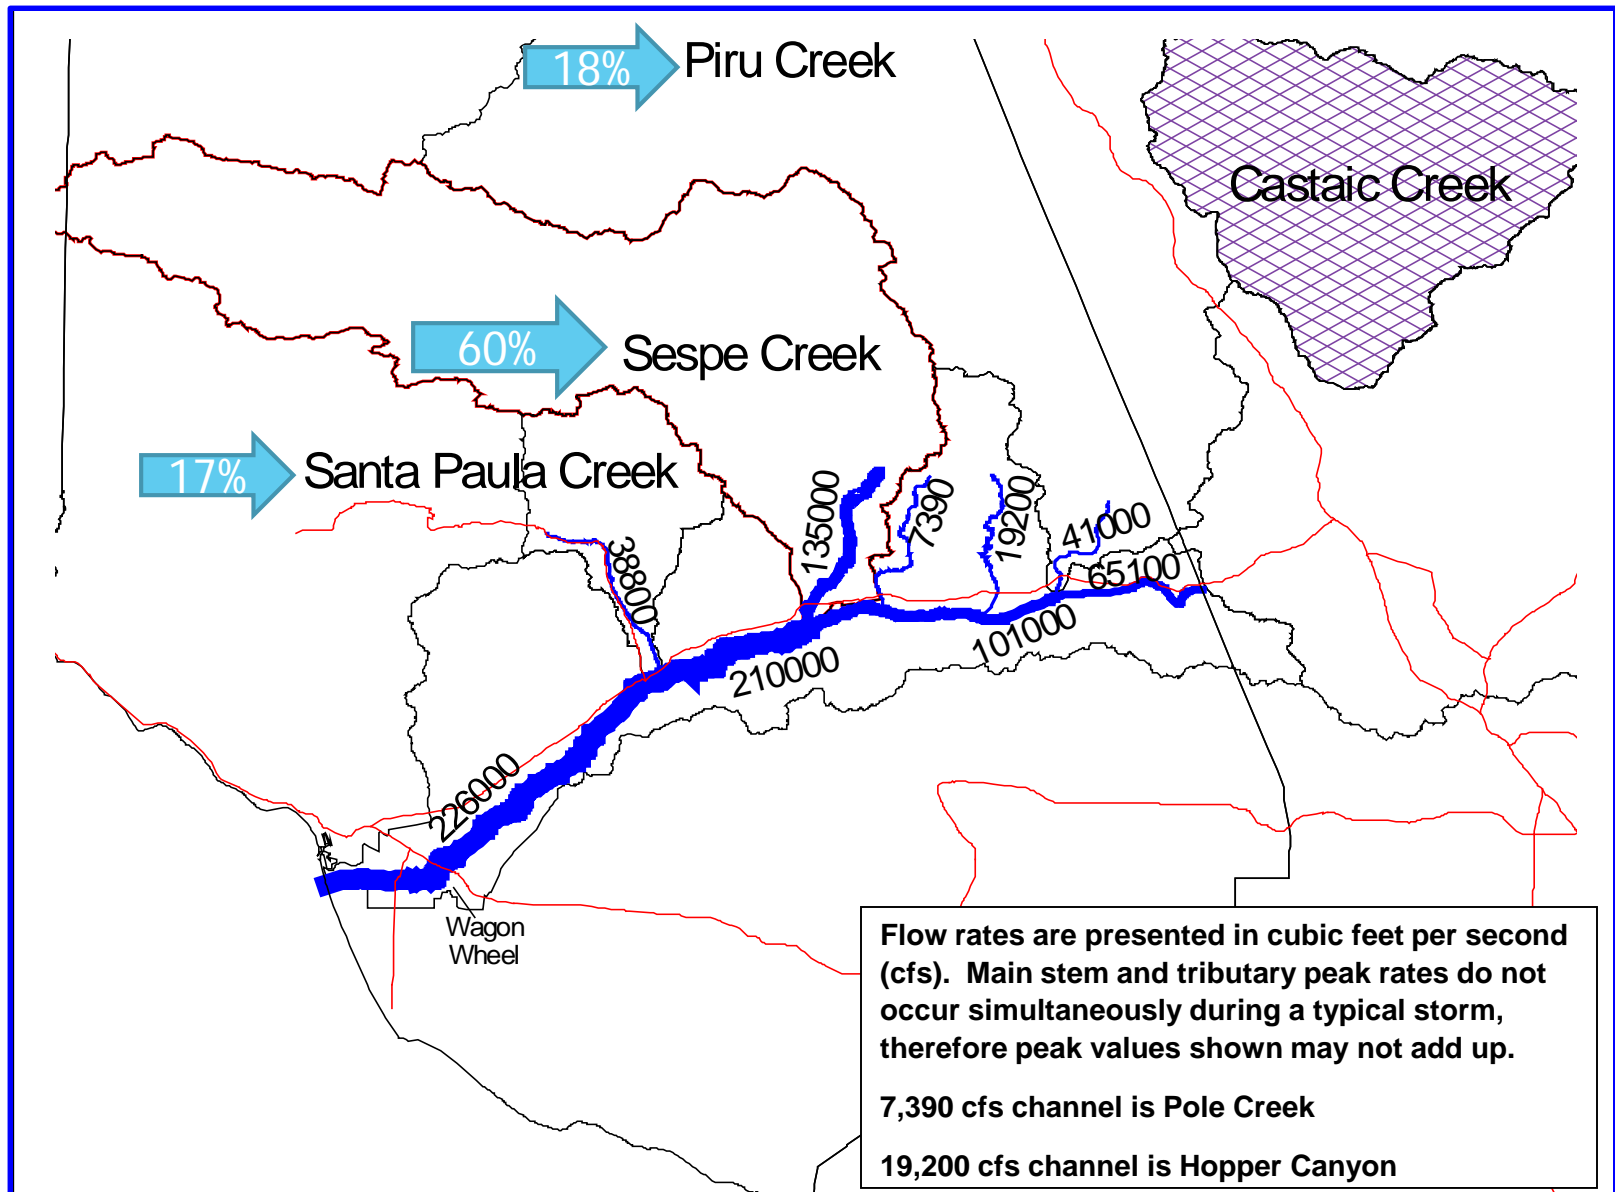 18%
Piru Creek
Castaic Creek
60%
Sespe Creek
17%
Santa Paula Creek
135000
7390
19200
41000
65100
38800
101000
210000
226000
Wagon
Wheel
Flow rates are presented in cubic feet per second
(cfs). Main stem and tributary peak rates do not
occur simultaneously during a typical storm,
therefore peak values shown may not add up.
7,390 cfs channel is Pole Creek
19,200 cfs channel is Hopper Canyon